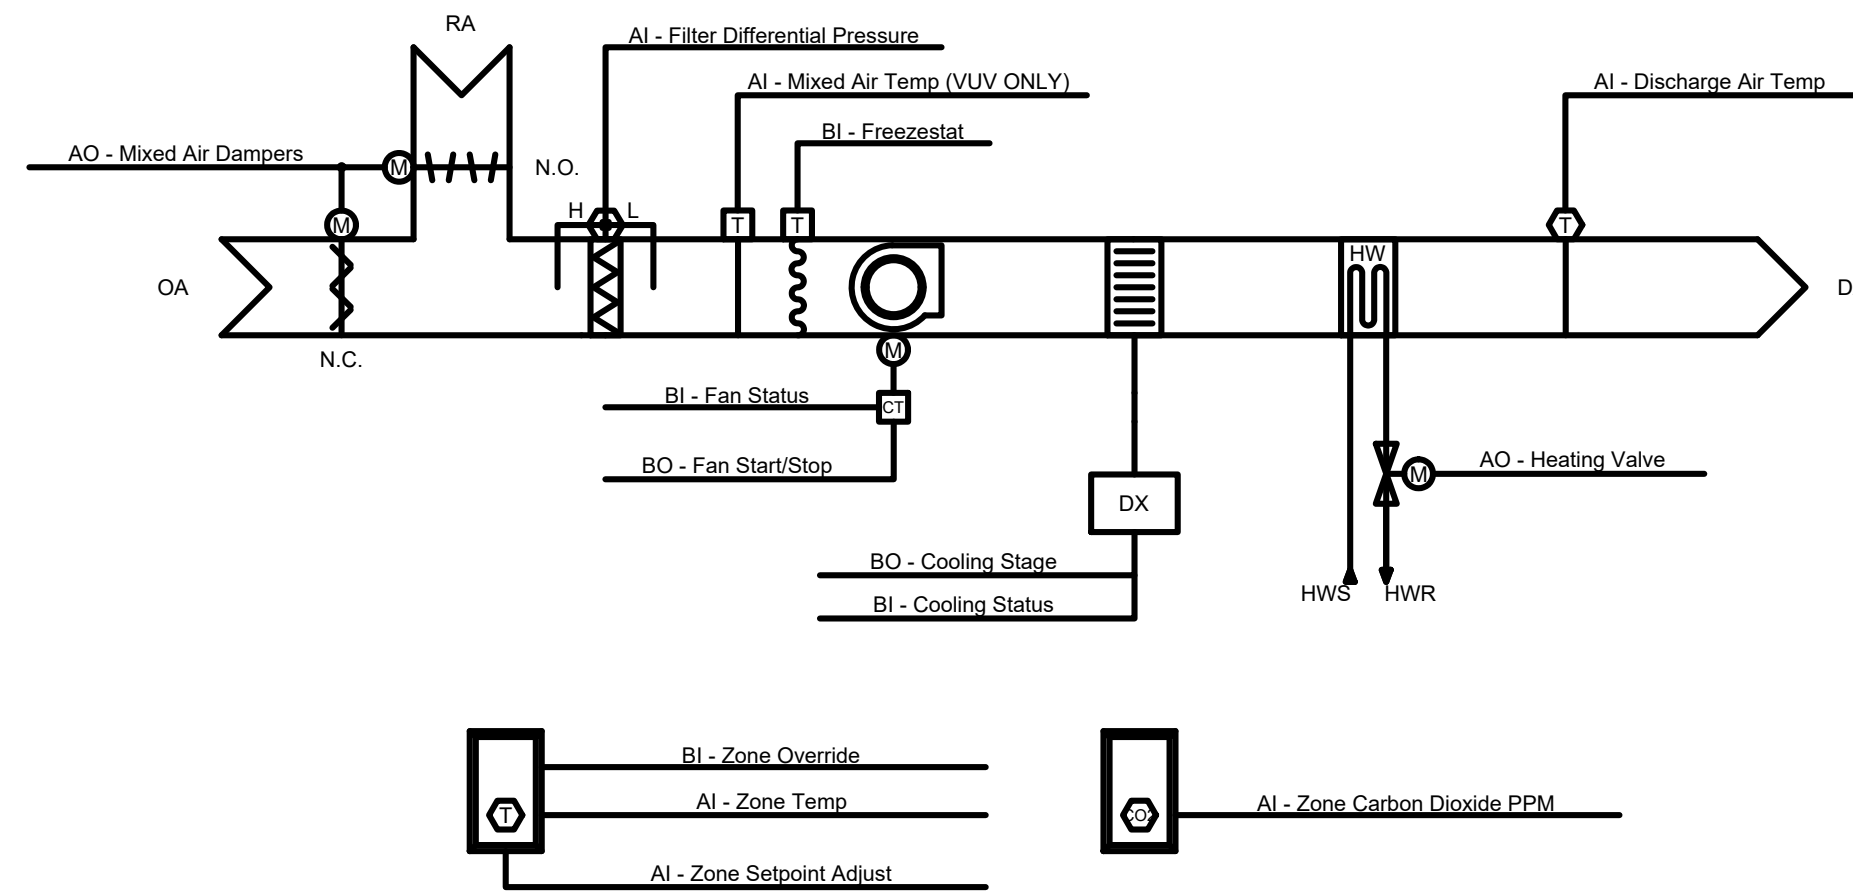 RA
AI - Filter Differential Pressure
AI - Mixed Air Temp (VUV ONLY)
AI - Discharge Air Temp
BI - Freezestat
AO - Mixed Air Dampers
M
N.O.
H
L
M
T
T
T
OA
HW
D
N.C.
M
BI - Fan Status
CT
BO - Fan Start/Stop
AO - Heating Valve
M
DX
BO - Cooling Stage
BI - Cooling Status
HWS
HWR
BI - Zone Override
AI - Zone Temp
T
AI - Zone Carbon Dioxide PPM
CO2
AI - Zone Setpoint Adjust